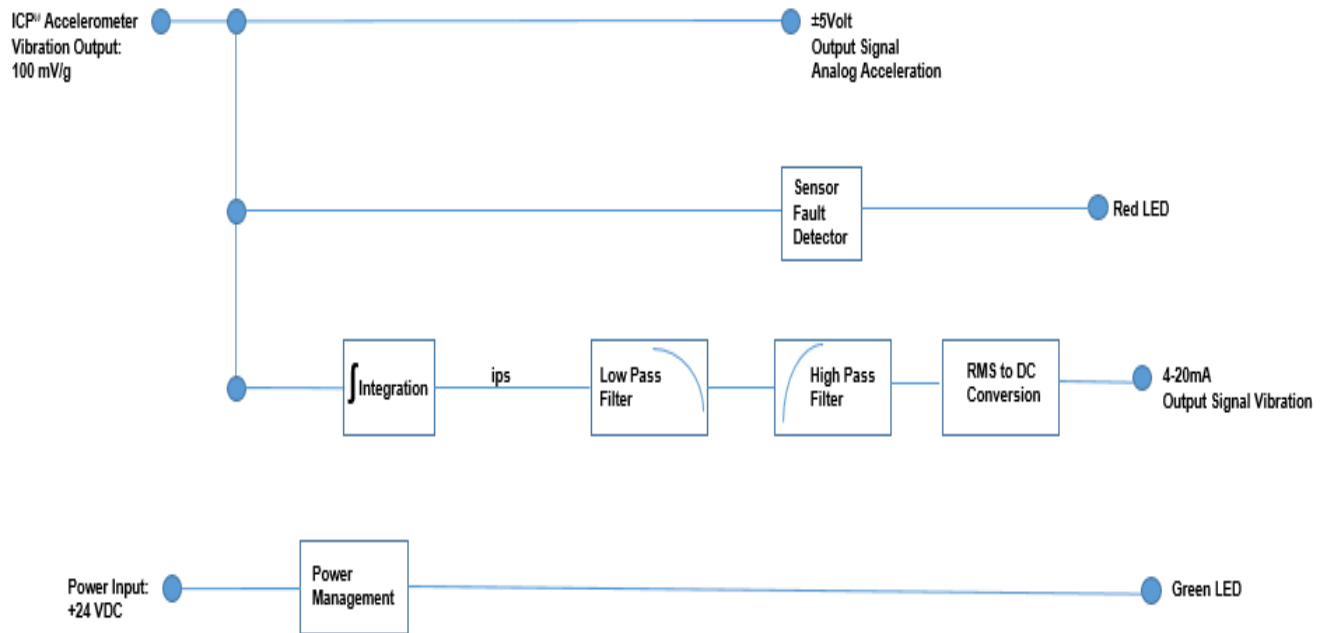 ICP® Accelerometer
Vibration Output:
100 mV/g
±5Volt
Output Signal
Analog Acceleration
Sensor
Fault
Detector
Red LED
∫Integration
ips
Low Pass
Filter
High Pass
Filter
RMS to DC
Conversion
4-20mA
Output Signal Vibration
Power Input:
+24 VDC
Power
Management
Green LED